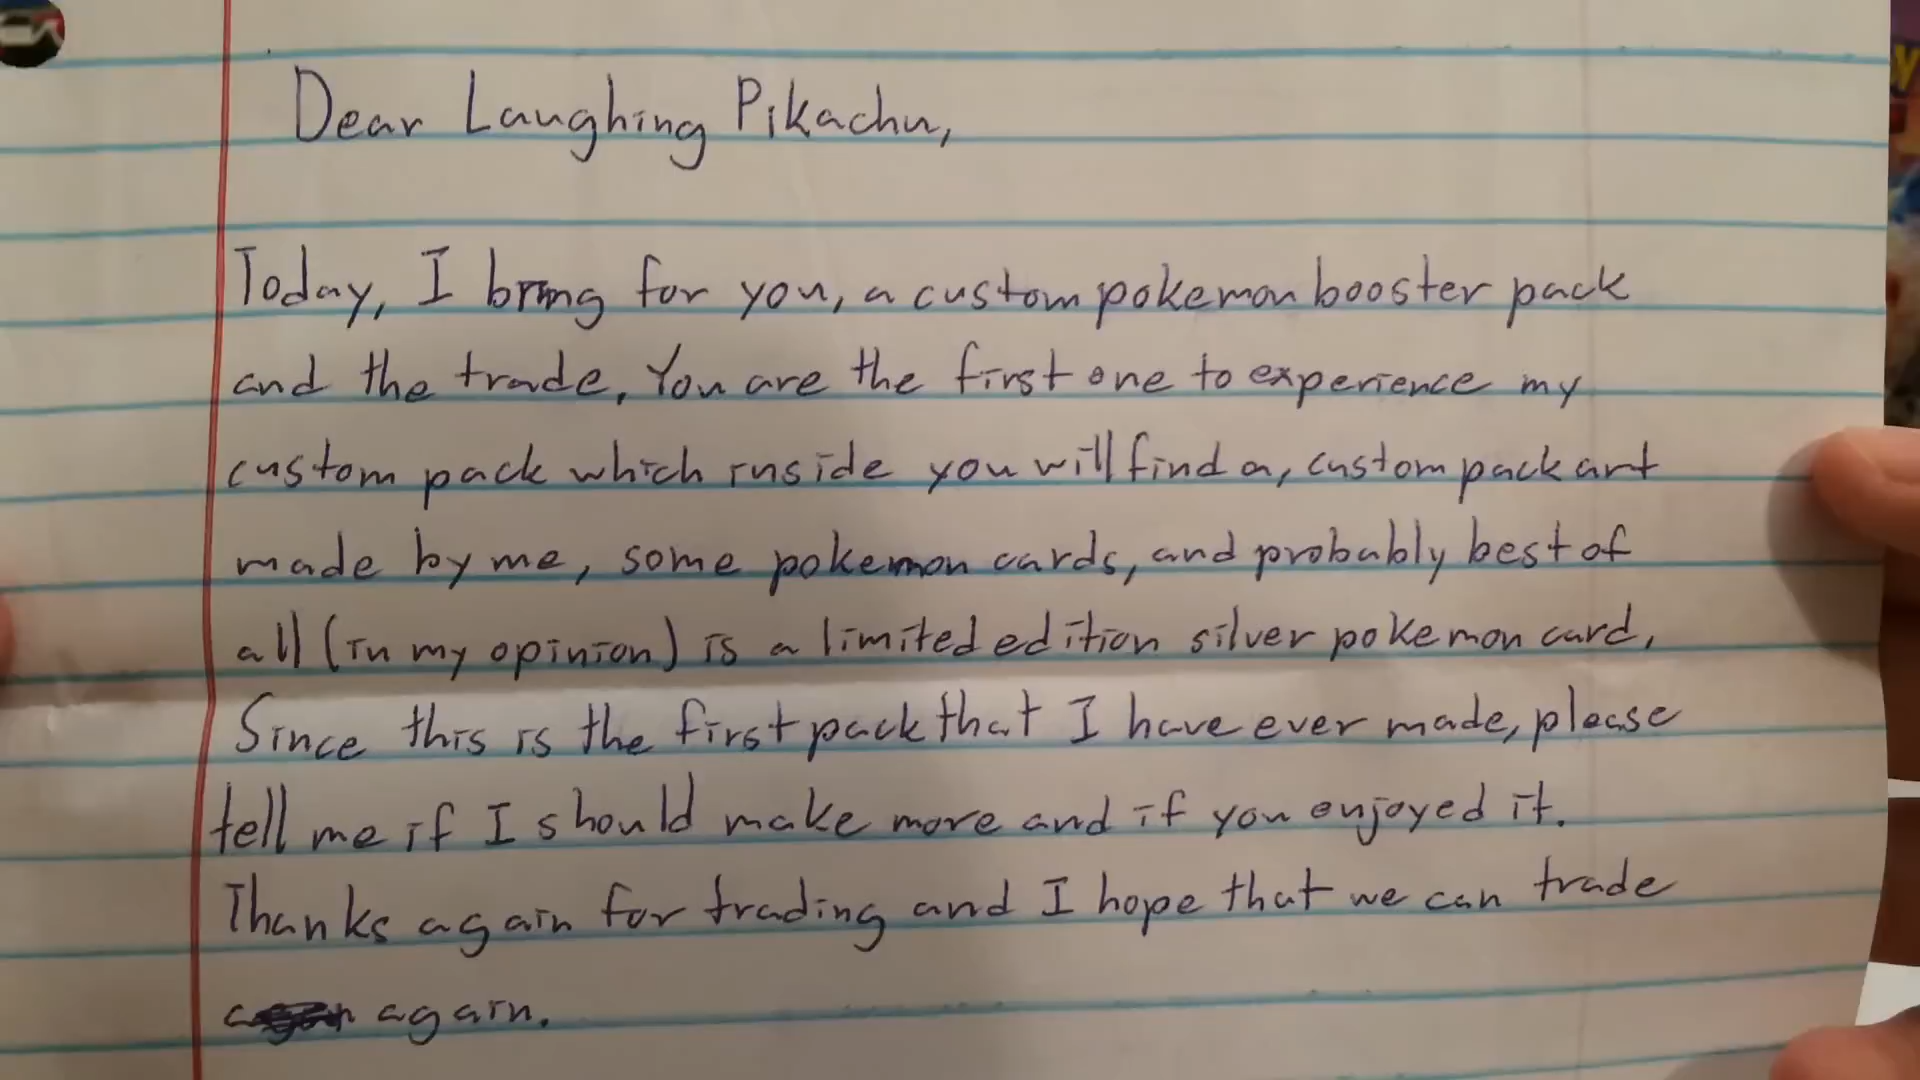 Dear Laughing Pikachu,
Today, I bring for you, a custom pokemon booster pack
and the trade. You are the first one to experience my
custom pack which inside you will find a, custom pack art
made by me, some pokemon cards, and probably best of
all (in my opinion) is a limited edition silver pokemon card.
Since this is the first pack that I have ever made, please
tell me if I should make more and if you enjoyed it.
Thanks again for trading and I hope that we can trade
again.